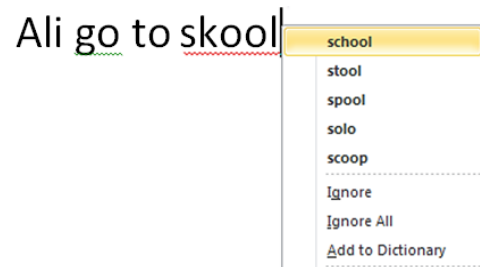 Ali go to skool
school
stool
spool
solo
scoop
Ignore
Ignore All
Add to Dictionary